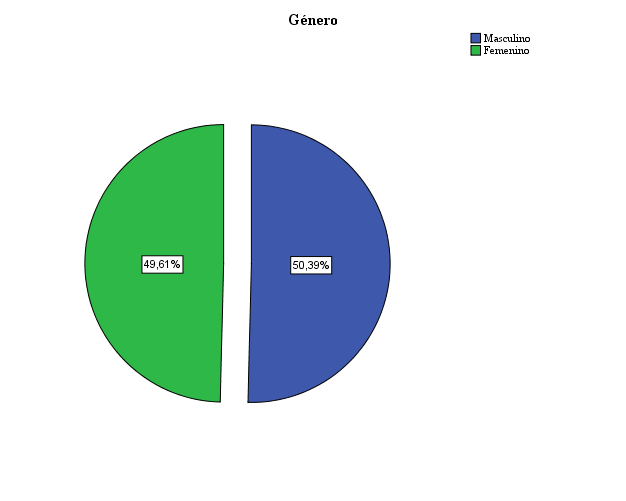 Género
Masculino
Femenino
49,61%
50,39%